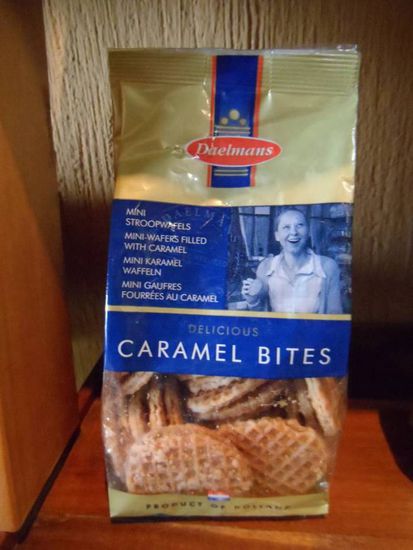 Daelmans
MINI
STROOPWAFELS
MINI-WAFERS FILLED
WITH CARAMEL
MINI KARAMEL
WAFFELN
MINI GAUFRES
FOURRÉES AU CARAMEL
DELICIOUS
CARAMEL BITES
PRODUCT OF HOLLAND